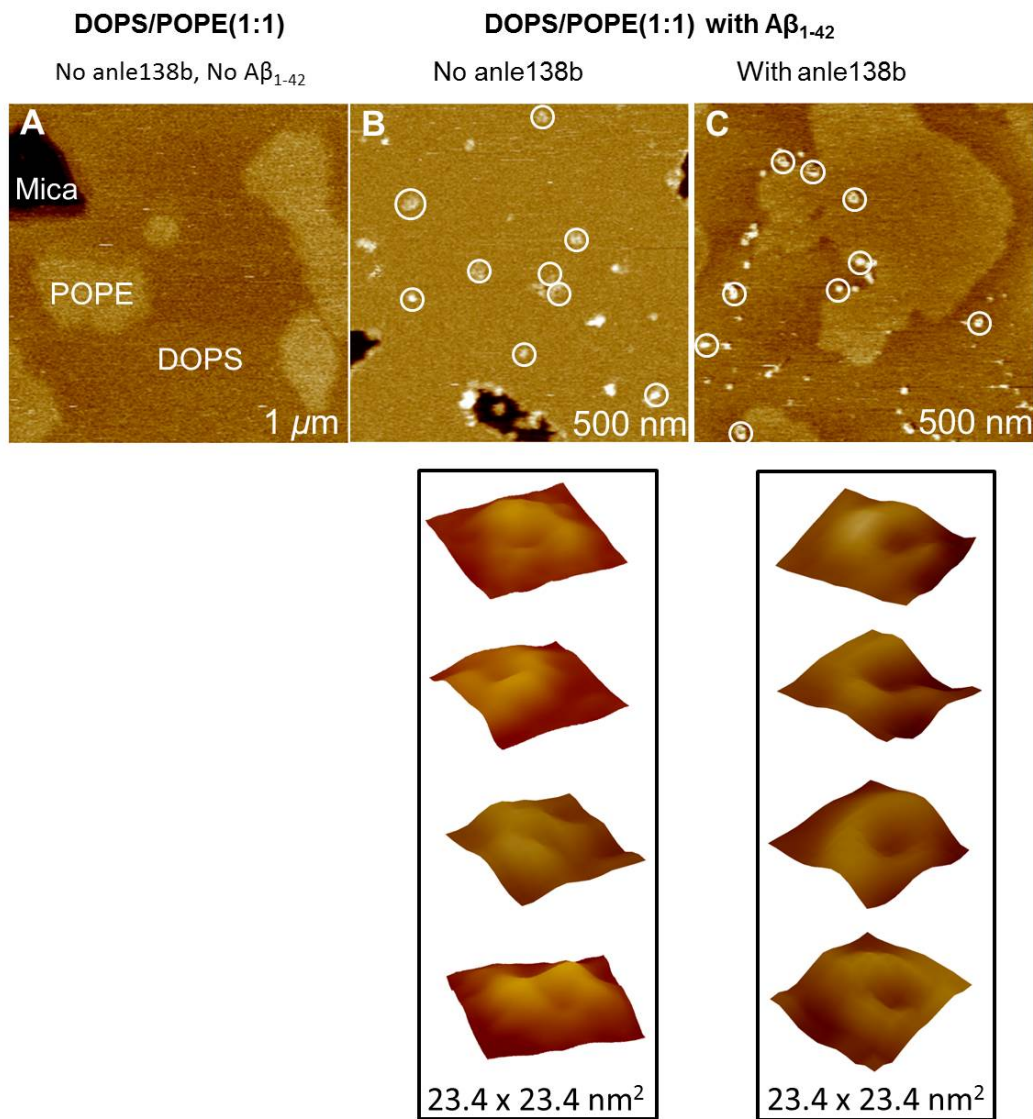 DOPS/POPE(1:1)
DOPS/POPE(1:1) with Aβ1-42
No anle138b, No Aβ1-42
No anle138b
With anle138b
A
B
C
Mica
POPE
DOPS
1 μm
500 nm
500 nm
23.4 x 23.4 nm²
23.4 x 23.4 nm²